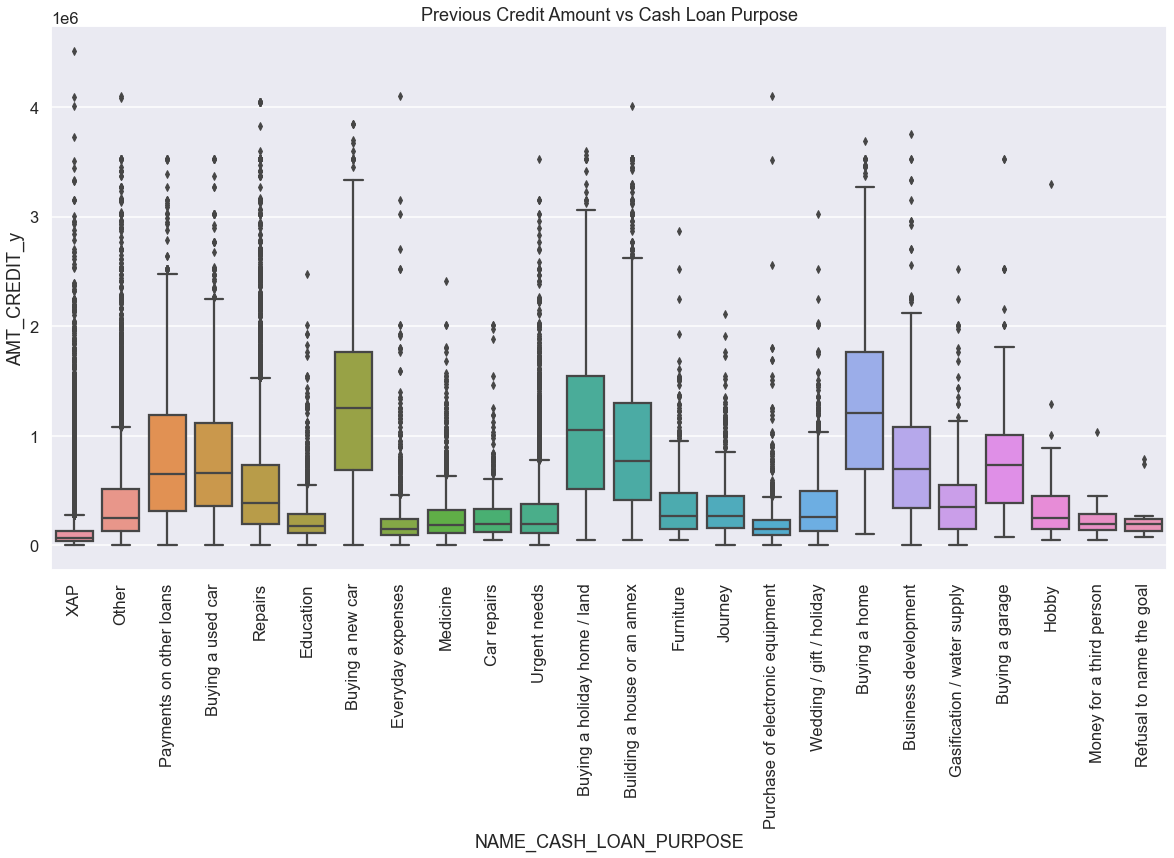 Previous Credit Amount vs Cash Loan Purpose
1e6
4
3
2
1
0
AMT_CREDIT_y
XAP
Other
Payments on other loans
Buying a used car
Repairs
Education
Buying a new car
Everyday expenses
Medicine
Car repairs
Urgent needs
Buying a holiday home / land
Building a house or an annex
Furniture
Journey
Purchase of electronic equipment
Wedding / gift / holiday
Buying a home
Business development
Gasification / water supply
Buying a garage
Hobby
Money for a third person
Refusal to name the goal
NAME_CASH_LOAN_PURPOSE